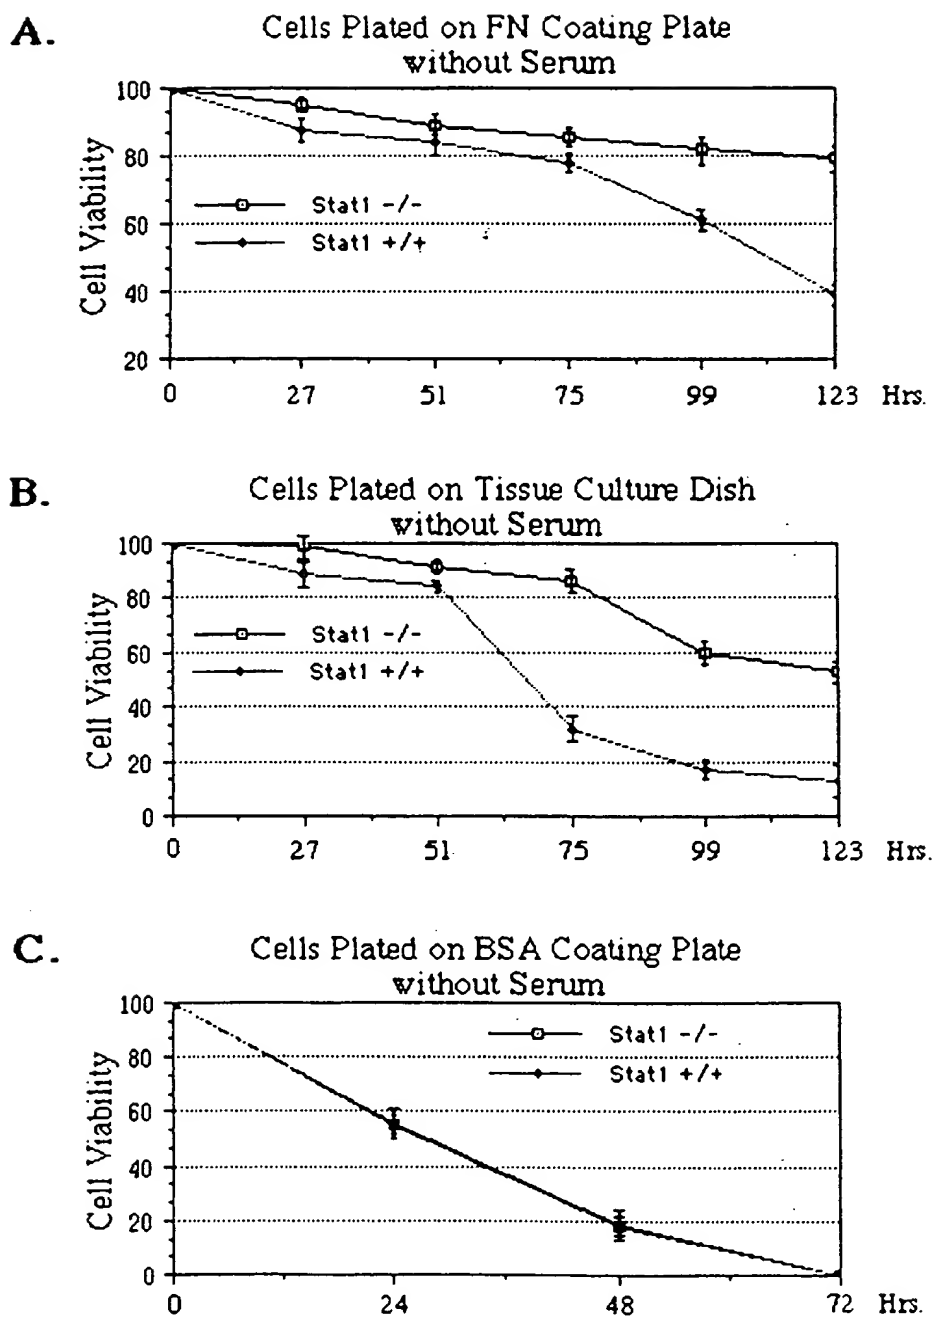 A.
Cells Plated on FN Coating Plate
without Serum
Cell Viability
100
80
60
40
20
Stat1 -/-
Stat1 +/+
0 27 51 75 99 123 Hrs.
B.
Cells Plated on Tissue Culture Dish
without Serum
Cell Viability
100
80
60
40
20
0
Stat1 -/-
Stat1 +/+
0 27 51 75 99 123 Hrs.
C.
Cells Plated on BSA Coating Plate
without Serum
Cell Viability
100
80
60
40
20
0
Stat1 -/-
Stat1 +/+
0 24 48 72 Hrs.